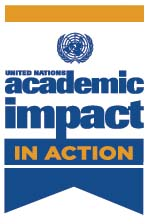 UNITED NATIONS
academic
impact
IN ACTION